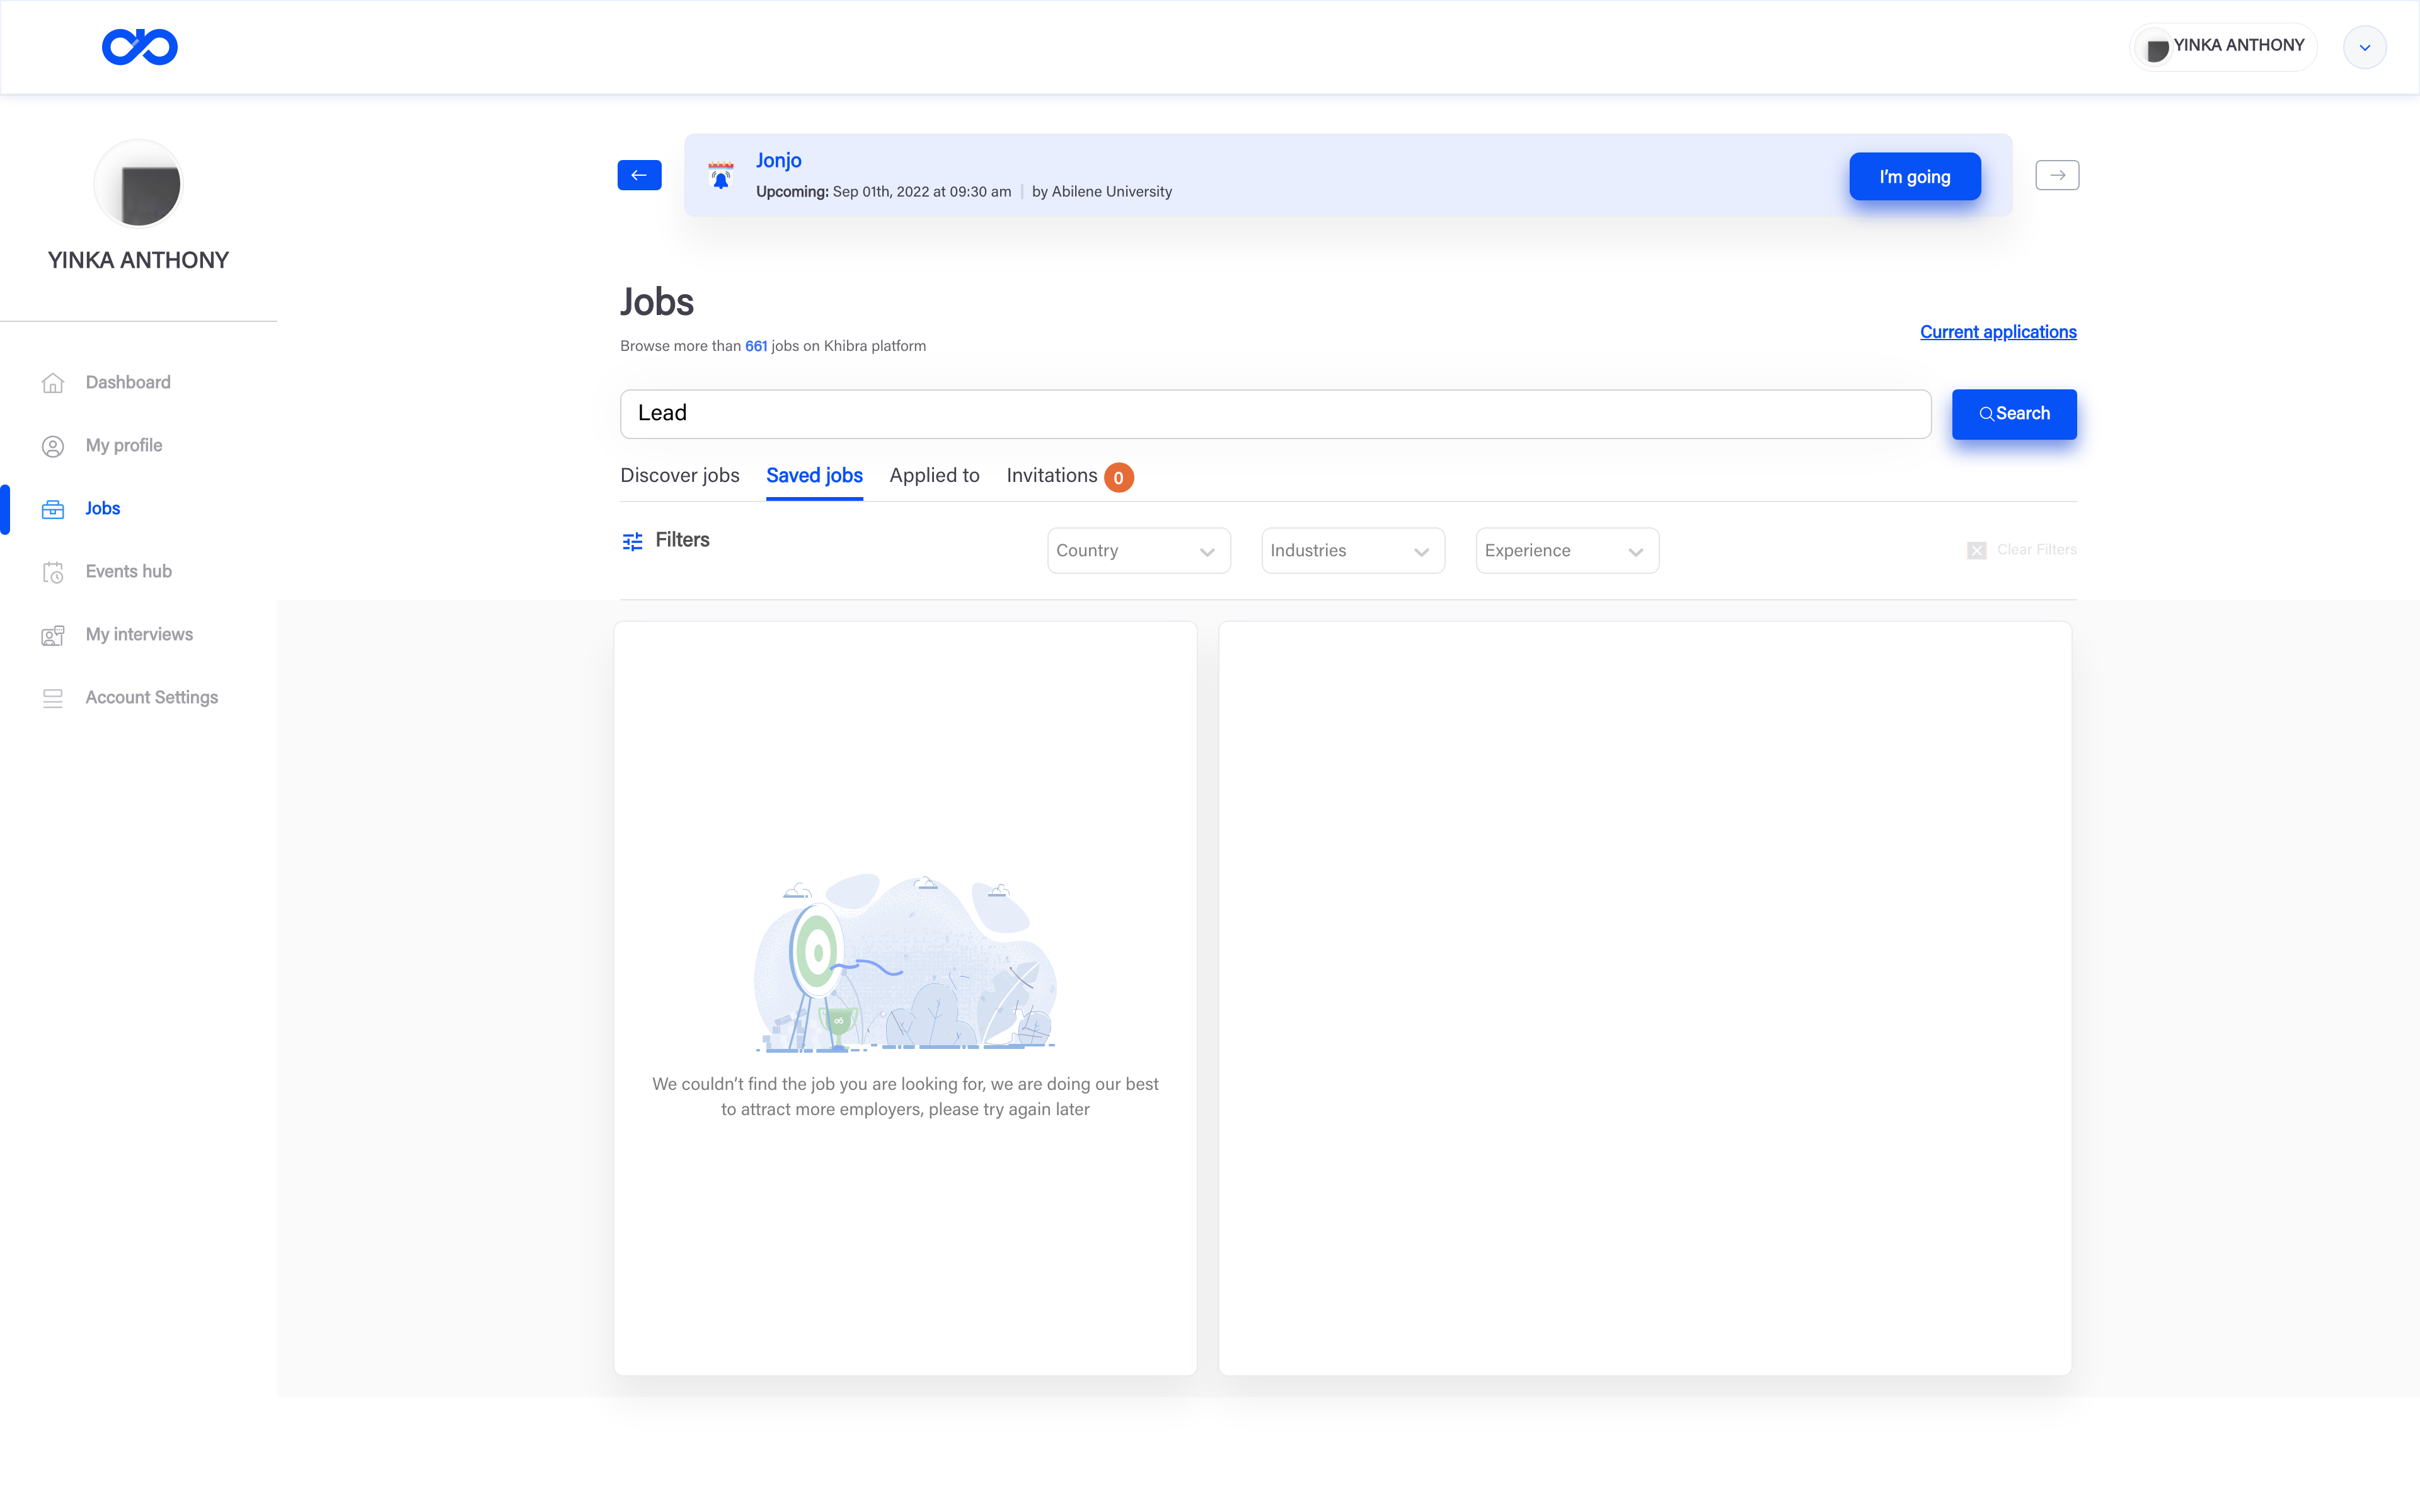 YINKA ANTHONY
YINKA ANTHONY
Dashboard
My profile
Jobs
Events hub
My interviews
Account Settings
Jonjo
Upcoming: Sep 01th, 2022 at 09:30 am | by Abilene University
I'm going
Jobs
Browse more than 661 jobs on Khibra platform
Current applications
Lead
Search
Discover jobs Saved jobs Applied to Invitations 0
Filters
Country
Industries
Experience
Clear Filters
We couldn't find the job you are looking for, we are doing our best
to attract more employers, please try again later